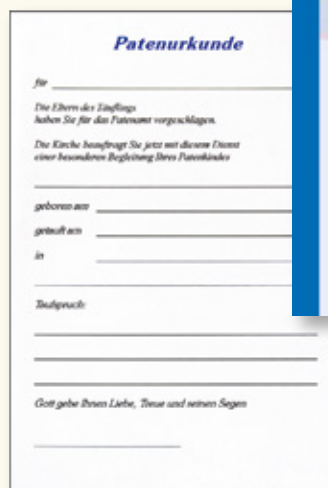 Patenurkunde
für
Die Eltern des Täuflings
haben Sie für das Patenamt vorgeschlagen.
Die Kirche beauftragt Sie jetzt mit diesem Dienst
einer besonderen Begleitung Ihres Patenkindes
geboren am
getauft am
in
Taufspruch:
Gott gebe Ihnen Liebe, Treue und seinen Segen